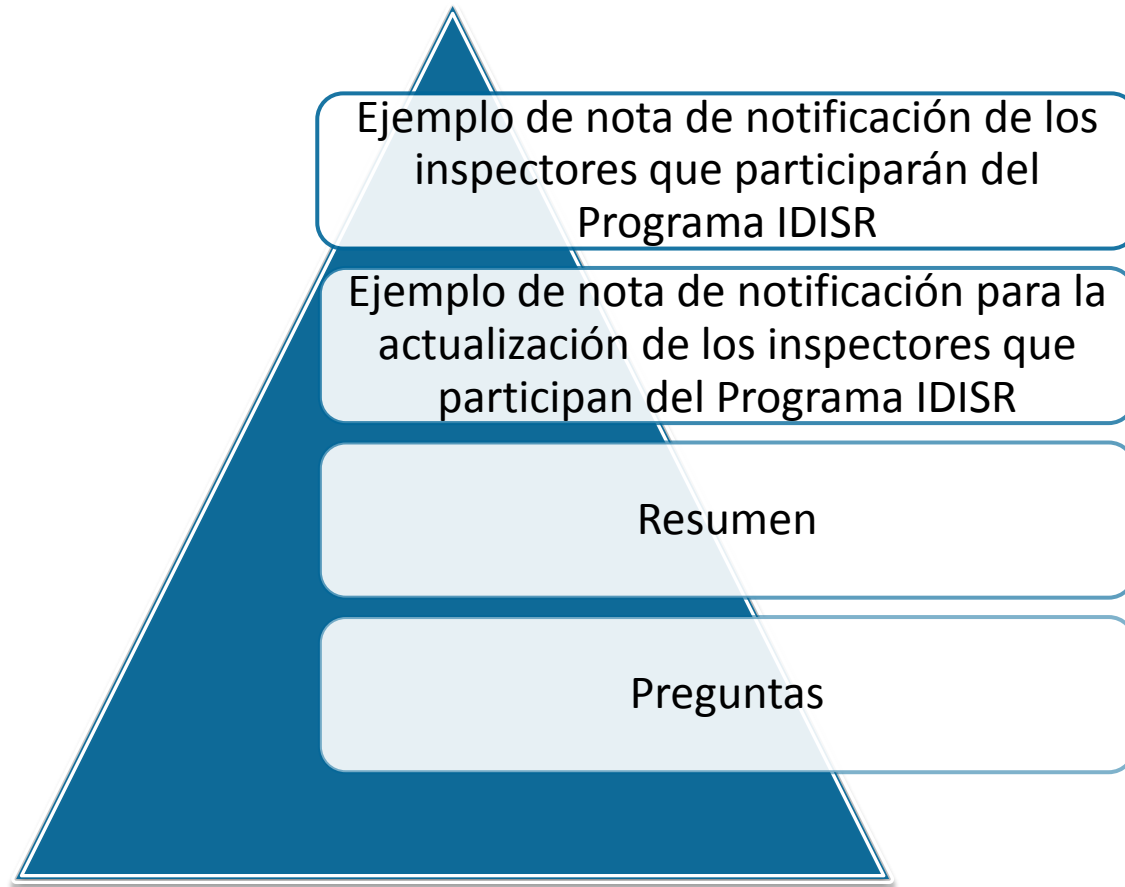 Ejemplo de nota de notificación de los
inspectores que participarán del
Programa IDISR
Ejemplo de nota de notificación para la
actualización de los inspectores que
participan del Programa IDISR
Resumen
Preguntas